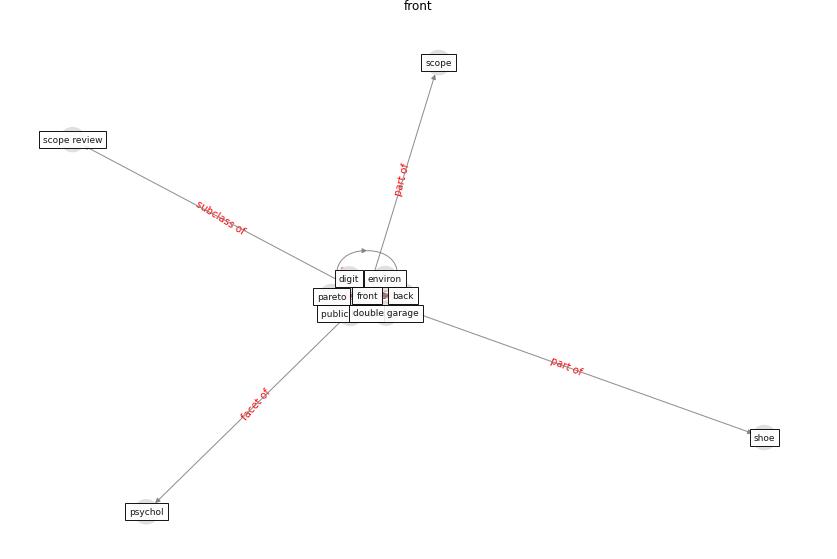 front
scope
scope review
part of
subclass of
digit
environ
pareto
front
back
public
double garage
part of
facet of
shoe
psychol